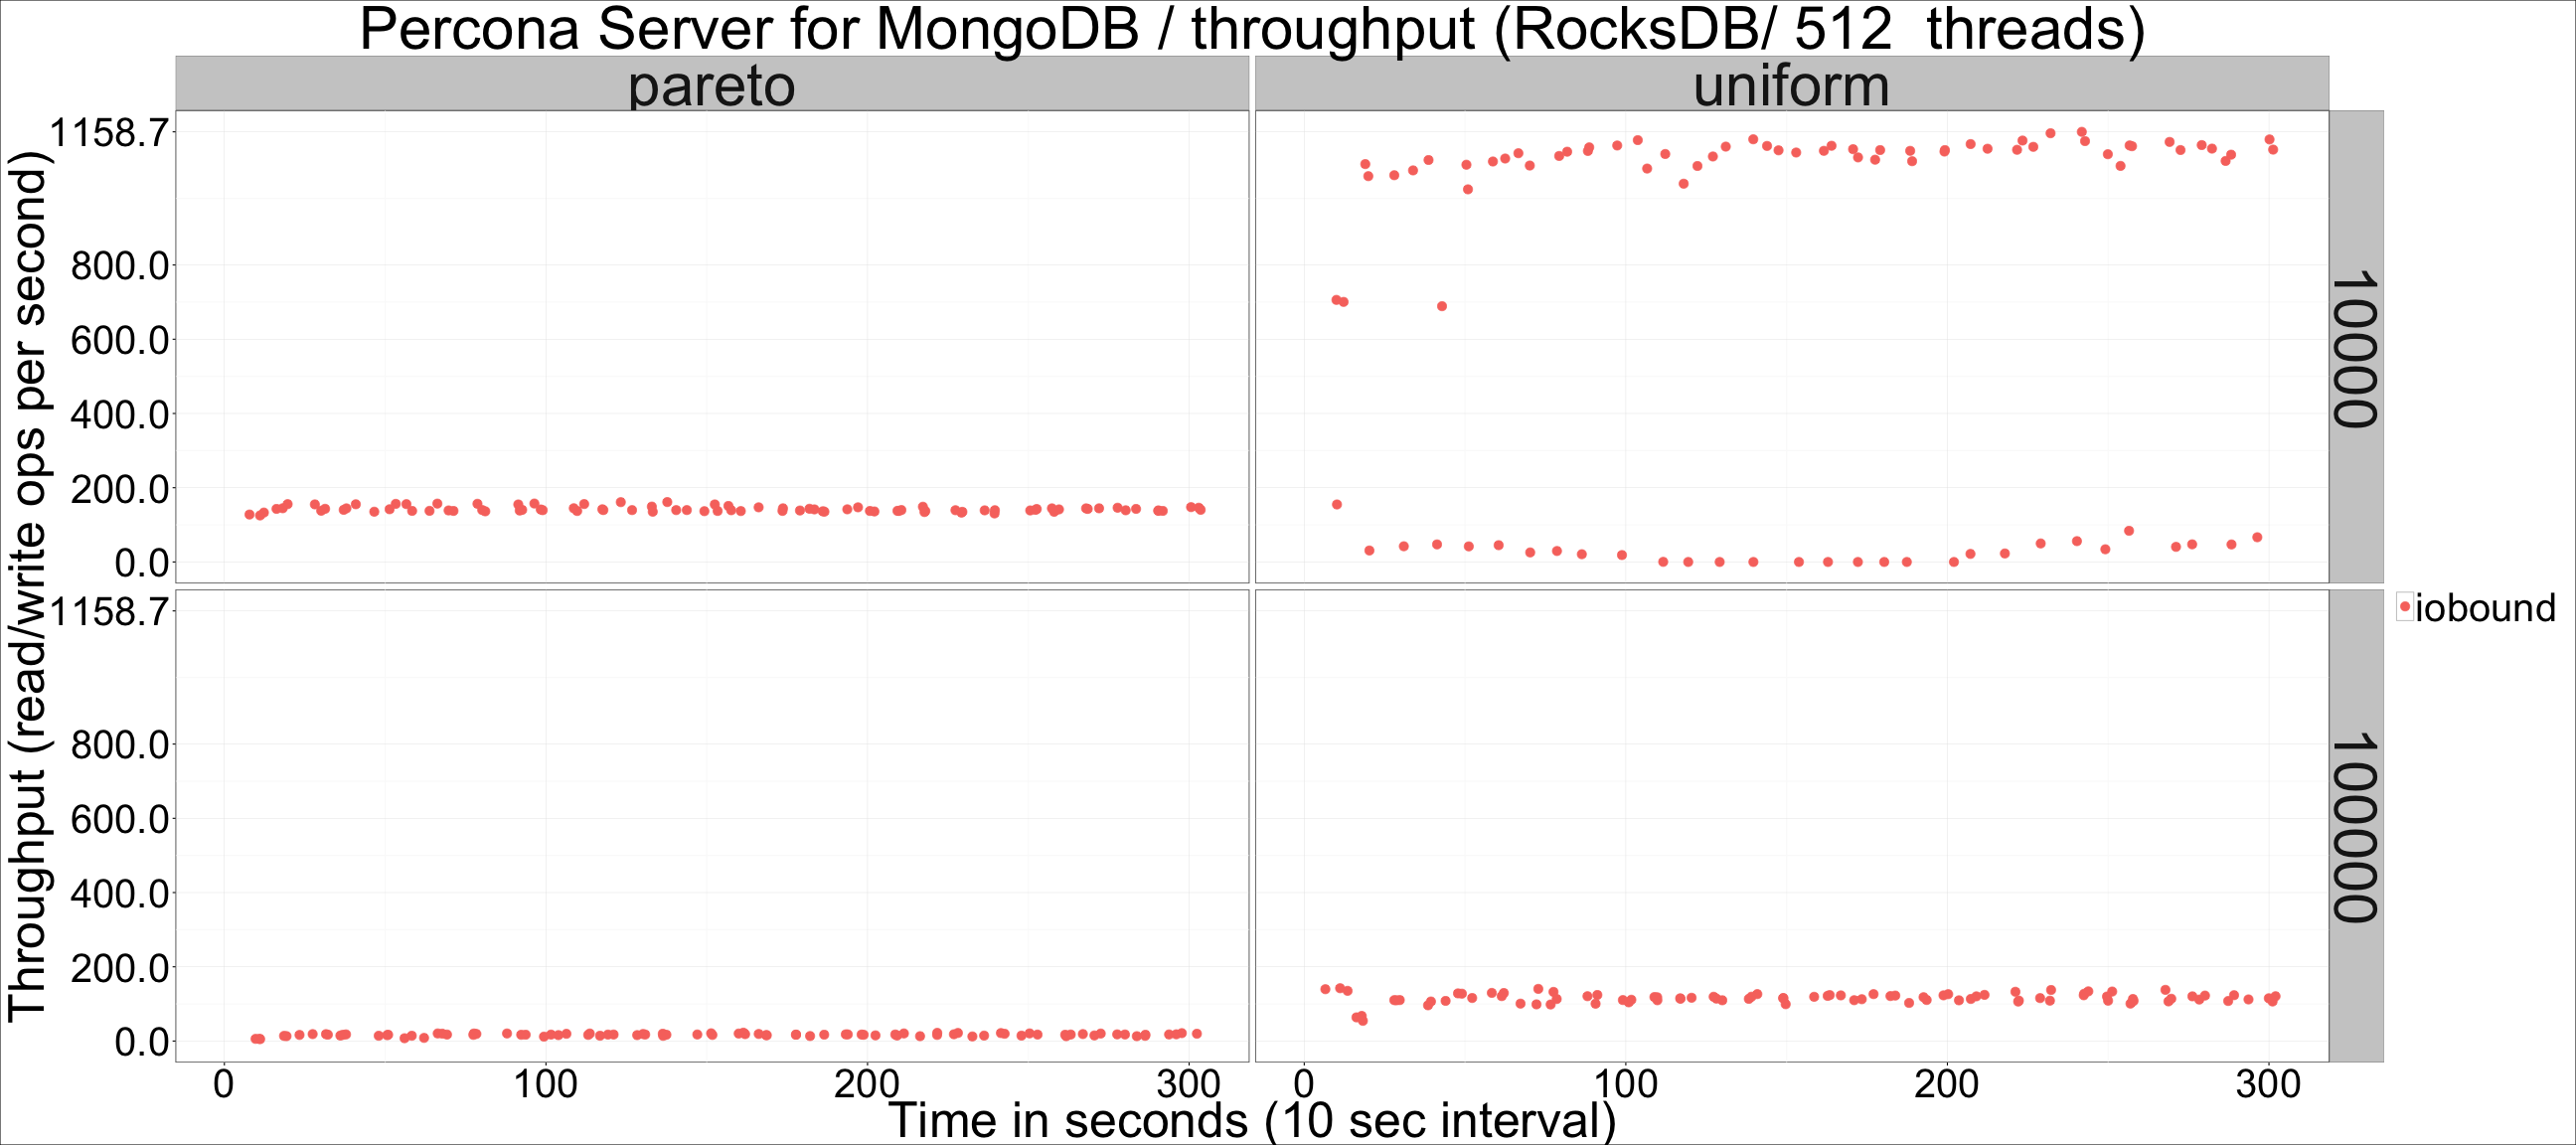 Percona Server for MongoDB / throughput (RocksDB/ 512  threads)
pareto
uniform
Throughput (read/write ops per second)
1158.7
800.0
600.0
400.0
200.0
0.0
10000
1158.7
800.0
600.0
400.0
200.0
0.0
100000
iobound
0 100 200 300
0 100 200 300
Time in seconds (10 sec interval)